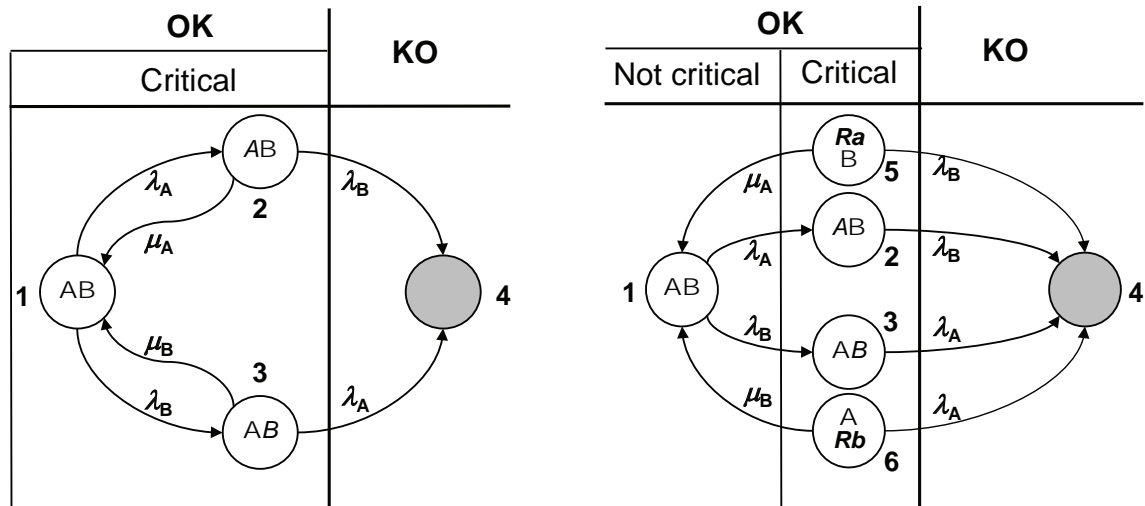 OK
KO
Critical
AB
λA
λB
2
μA
1
AB
4
μB
3
λB
AB
λA
OK
KO
Not critical
Critical
Ra
B
5
μA
λB
AB
λA
2
λB
1
AB
4
3
λB
AB
λA
μB
A
Rb
6
λA